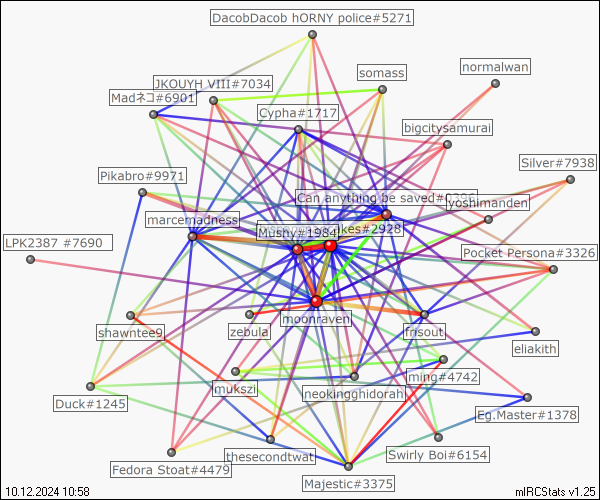 DacobDacob hORNY police#5271
somass
normalwan
JKOUYH VIII#7034
Madネコ#6901
Cypha#1717
bigcitysamurai
Silver#7938
Pikabro#9971
Can anything be saved#0386
yoshimanden
marcemadness
Mushy#1984
kes#2928
LPK2387 #7690
Pocket Persona#3326
moonraven
shawntee9
zebula
frisout
eliakith
ming#4742
mukszi
neokingghidorah
Duck#1245
Eg.Master#1378
thesecondtwat
Swirly Boi#6154
Fedora Stoat#4479
Majestic#3375
10.12.2024 10:58
mIRCStats v1.25